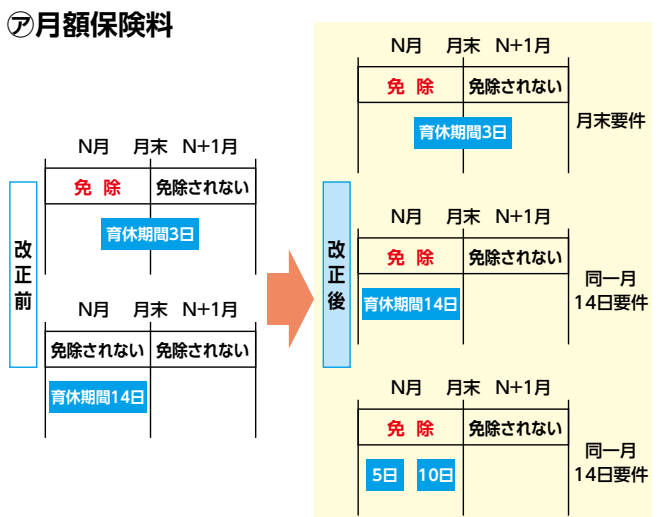 ㋐月額保険料
改正前
N月 月末 N+1月
免除 免除されない
育休期間3日
N月 月末 N+1月
免除されない 免除されない
育休期間14日
改正後
N月 月末 N+1月
免除 免除されない
育休期間3日
月末要件
N月 月末 N+1月
免除 免除されない
育休期間14日
同一月
14日要件
N月 月末 N+1月
免除 免除されない
5日 10日
同一月
14日要件